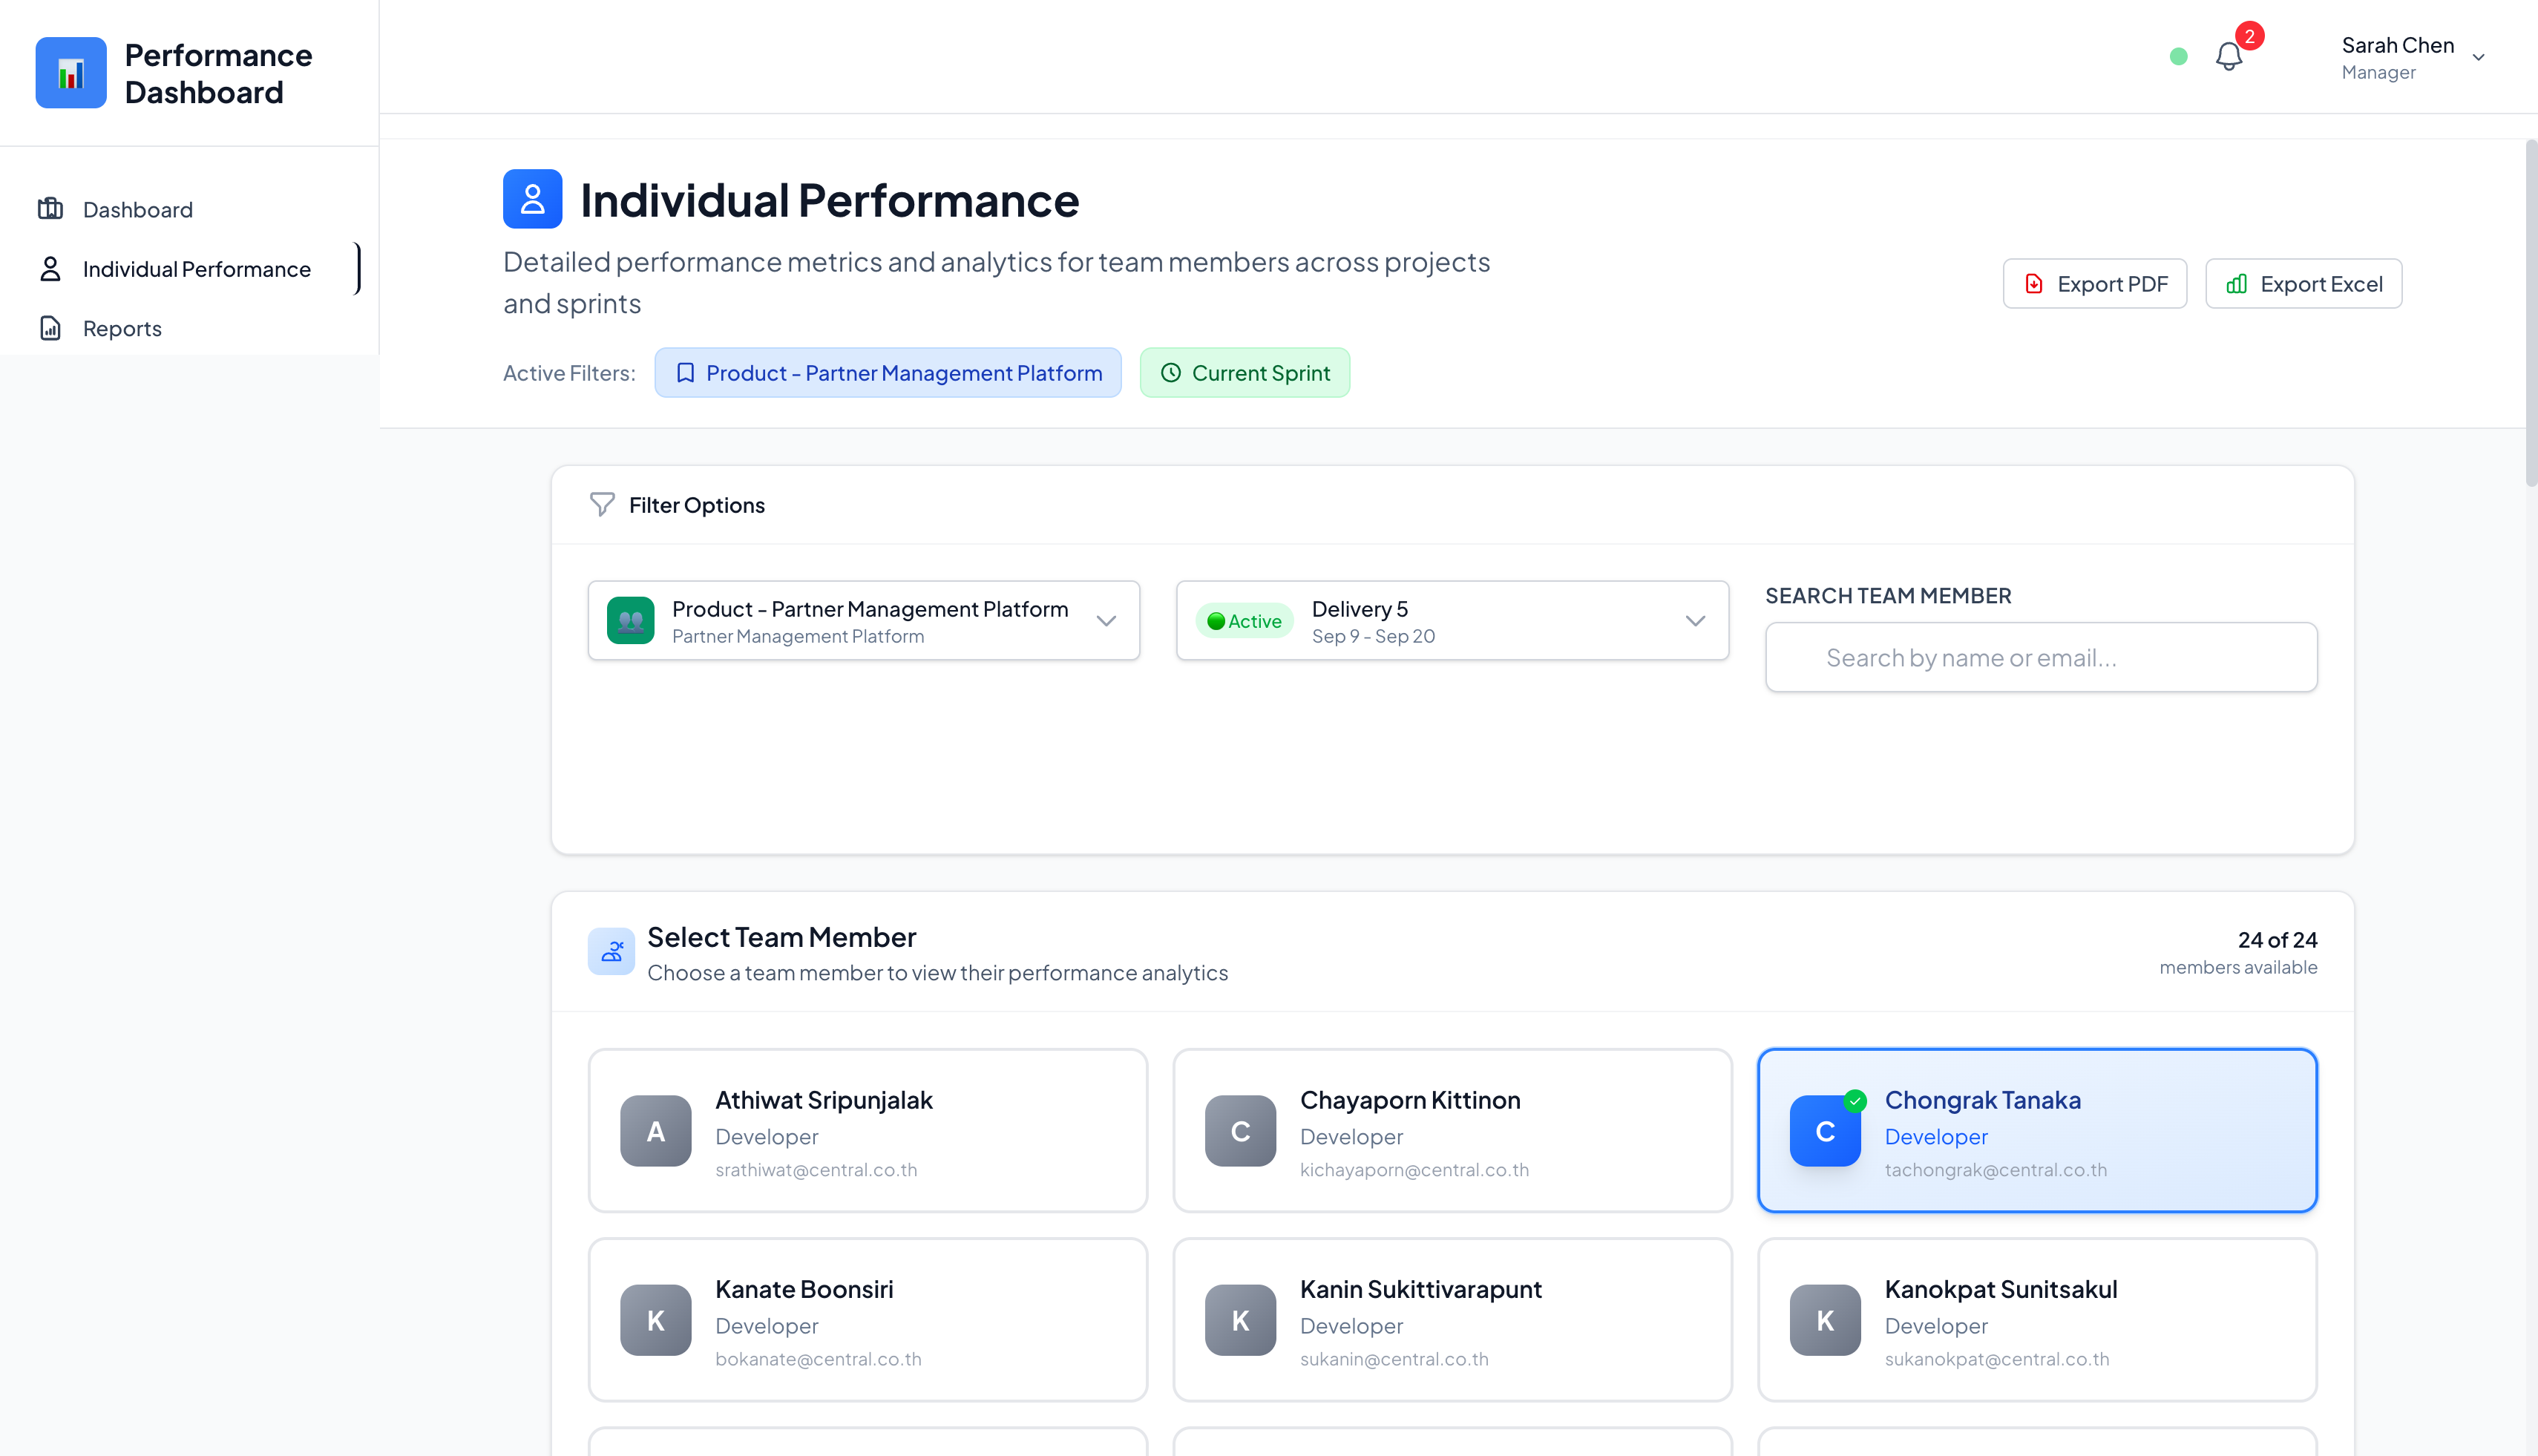 Performance
Dashboard
2
Sarah Chen
Manager
Dashboard
Individual Performance
Reports
Individual Performance
Detailed performance metrics and analytics for team members across projects
and sprints
Export PDF
Export Excel
Active Filters:
Product - Partner Management Platform
Current Sprint
Filter Options
Product - Partner Management Platform
Partner Management Platform
Active
Delivery 5
Sep 9 - Sep 20
SEARCH TEAM MEMBER
Search by name or email...
Select Team Member
Choose a team member to view their performance analytics
24 of 24
members available
A
Athiwat Sripunjalak
Developer
srathiwat@central.co.th
C
Chayaporn Kittinon
Developer
kichayaporn@central.co.th
C
Chongrak Tanaka
Developer
tachongrak@central.co.th
K
Kanate Boonsiri
Developer
bokanate@central.co.th
K
Kanin Sukittivarapunt
Developer
sukanin@central.co.th
K
Kanokpat Sunitsakul
Developer
sukanokpat@central.co.th